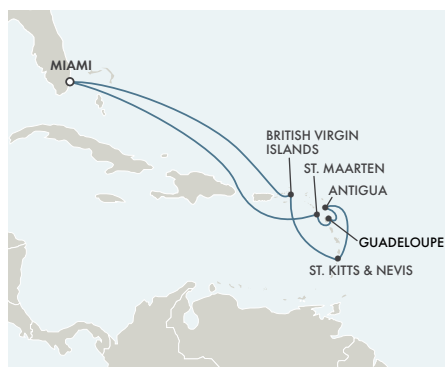 MIAMI
BRITISH VIRGIN
ISLANDS
ST. MAARTEN
ANTIGUA
GUADELOUPE
ST. KITTS & NEVIS